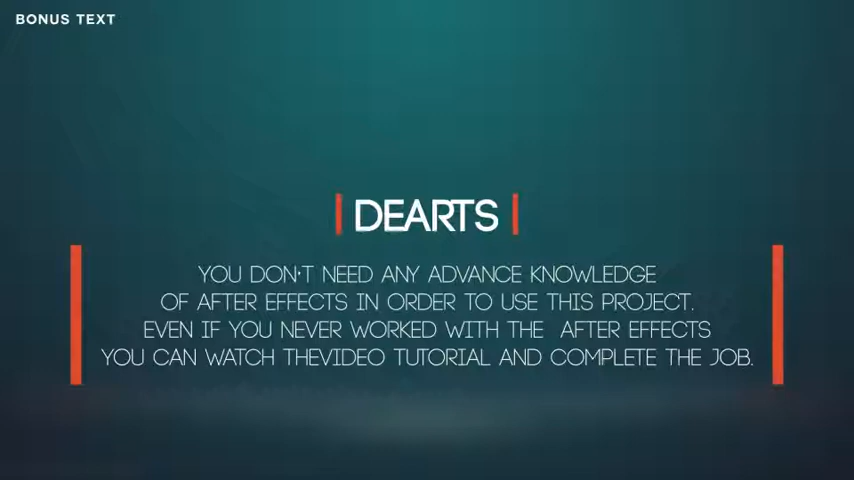 BONUS TEXT
DEARTS
YOU DON'T NEED ANY ADVANCE KNOWLEDGE
OF AFTER EFFECTS IN ORDER TO USE THIS PROJECT.
EVEN IF YOU NEVER WORKED WITH THE  AFTER EFFECTS
YOU CAN WATCH THEVIDEO TUTORIAL AND COMPLETE THE JOB.